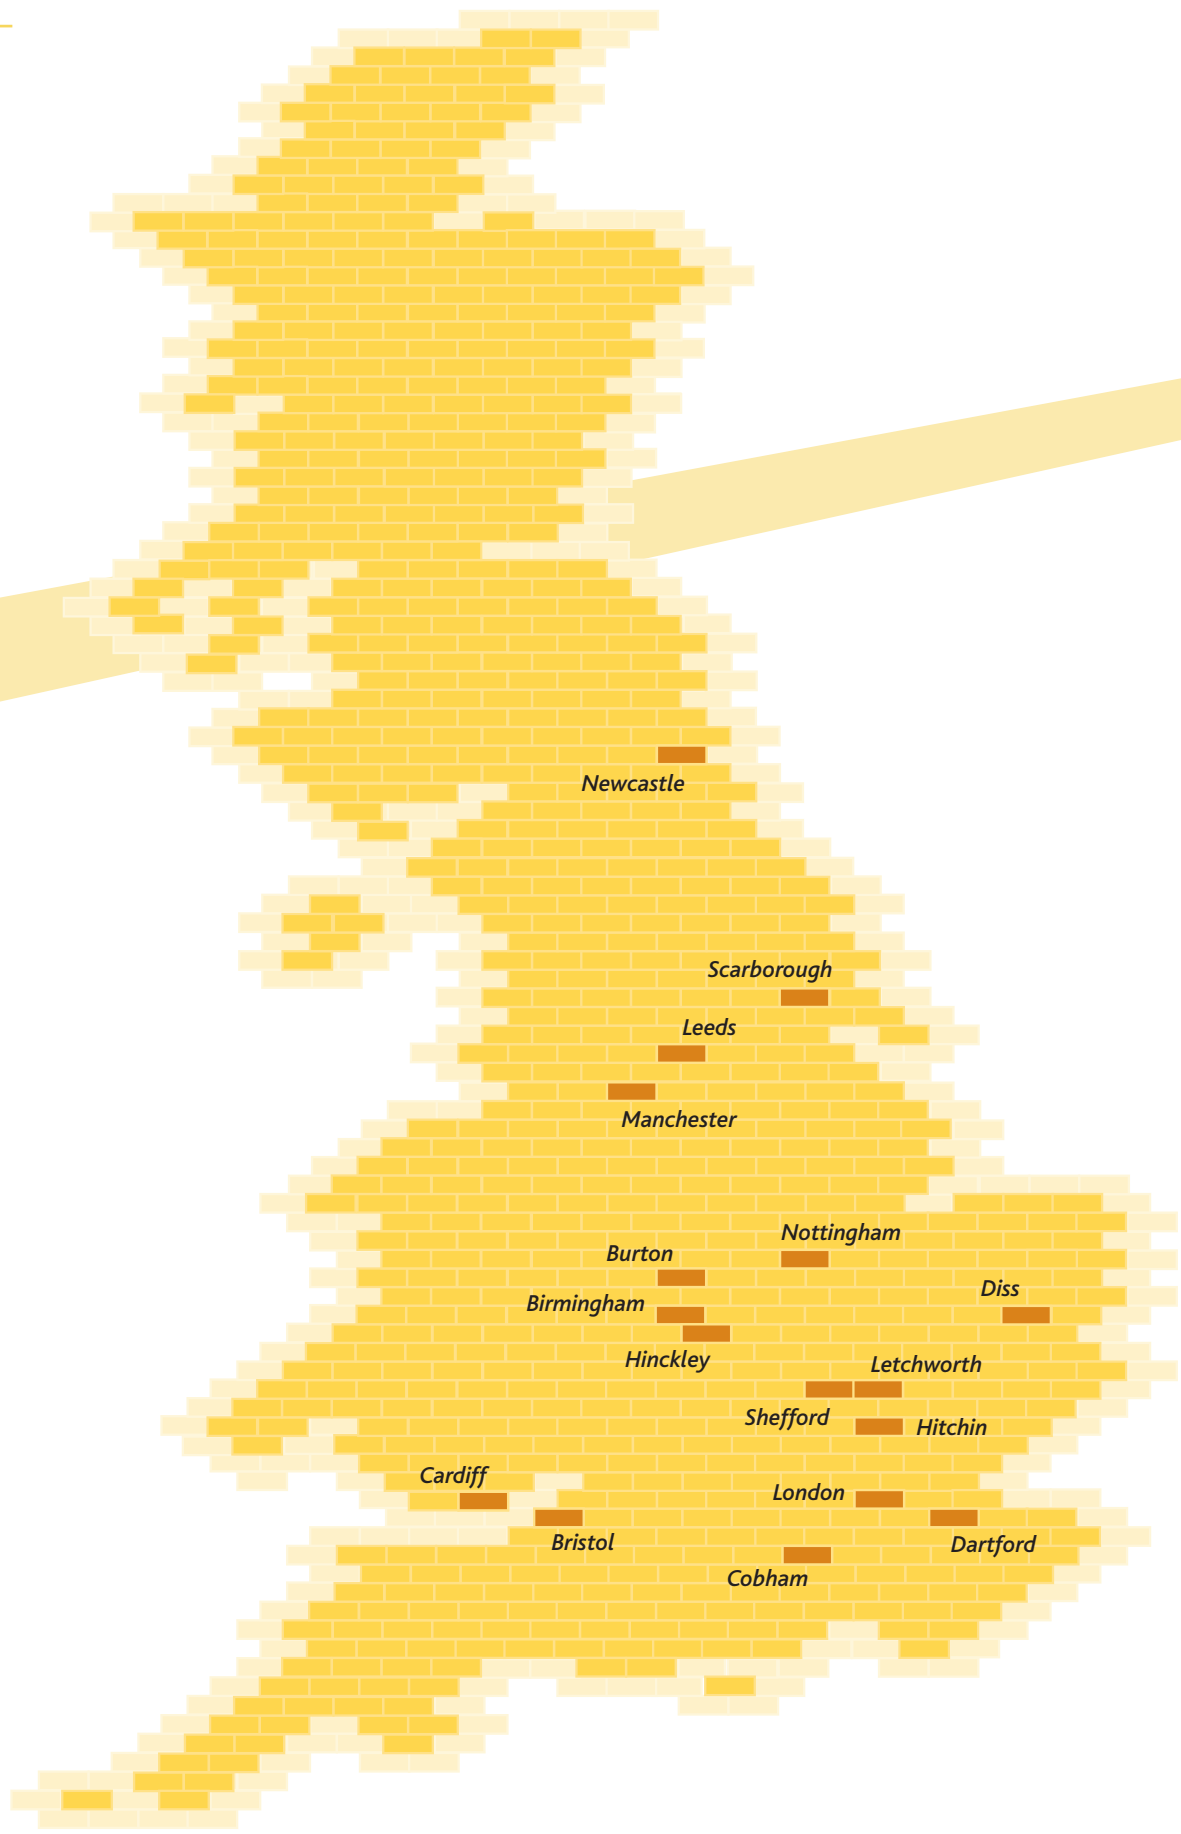 Newcastle
Scarborough
Leeds
Manchester
Nottingham
Burton
Diss
Birmingham
Hinckley
Letchworth
Shefford
Hitchin
Cardiff
London
Bristol
Dartford
Cobham